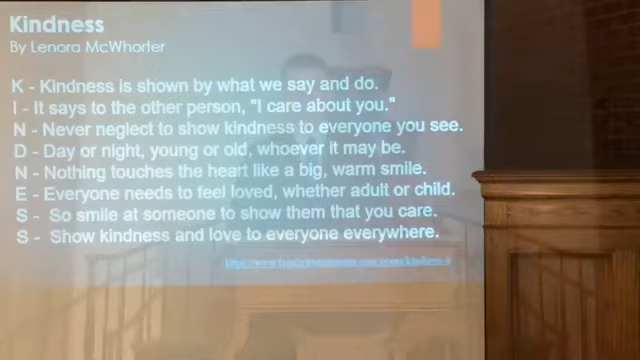 Kindness
By Lenora McWhorter
K - Kindness is shown by what we say and do.
I - It says to the other person, "I care about you."
N - Never neglect to show kindness to everyone you see.
D - Day or night, young or old, whoever it may be.
N - Nothing touches the heart like a big, warm smile.
E - Everyone needs to feel loved, whether adult or child.
S - So smile at someone to show them that you care.
S - Show kindness and love to everyone everywhere.